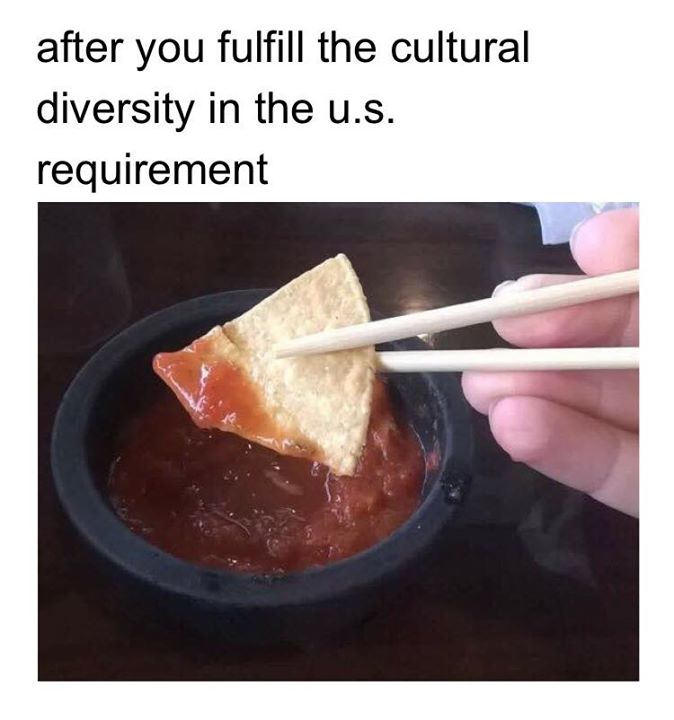 after you fulfill the cultural
diversity in the u.s.
requirement